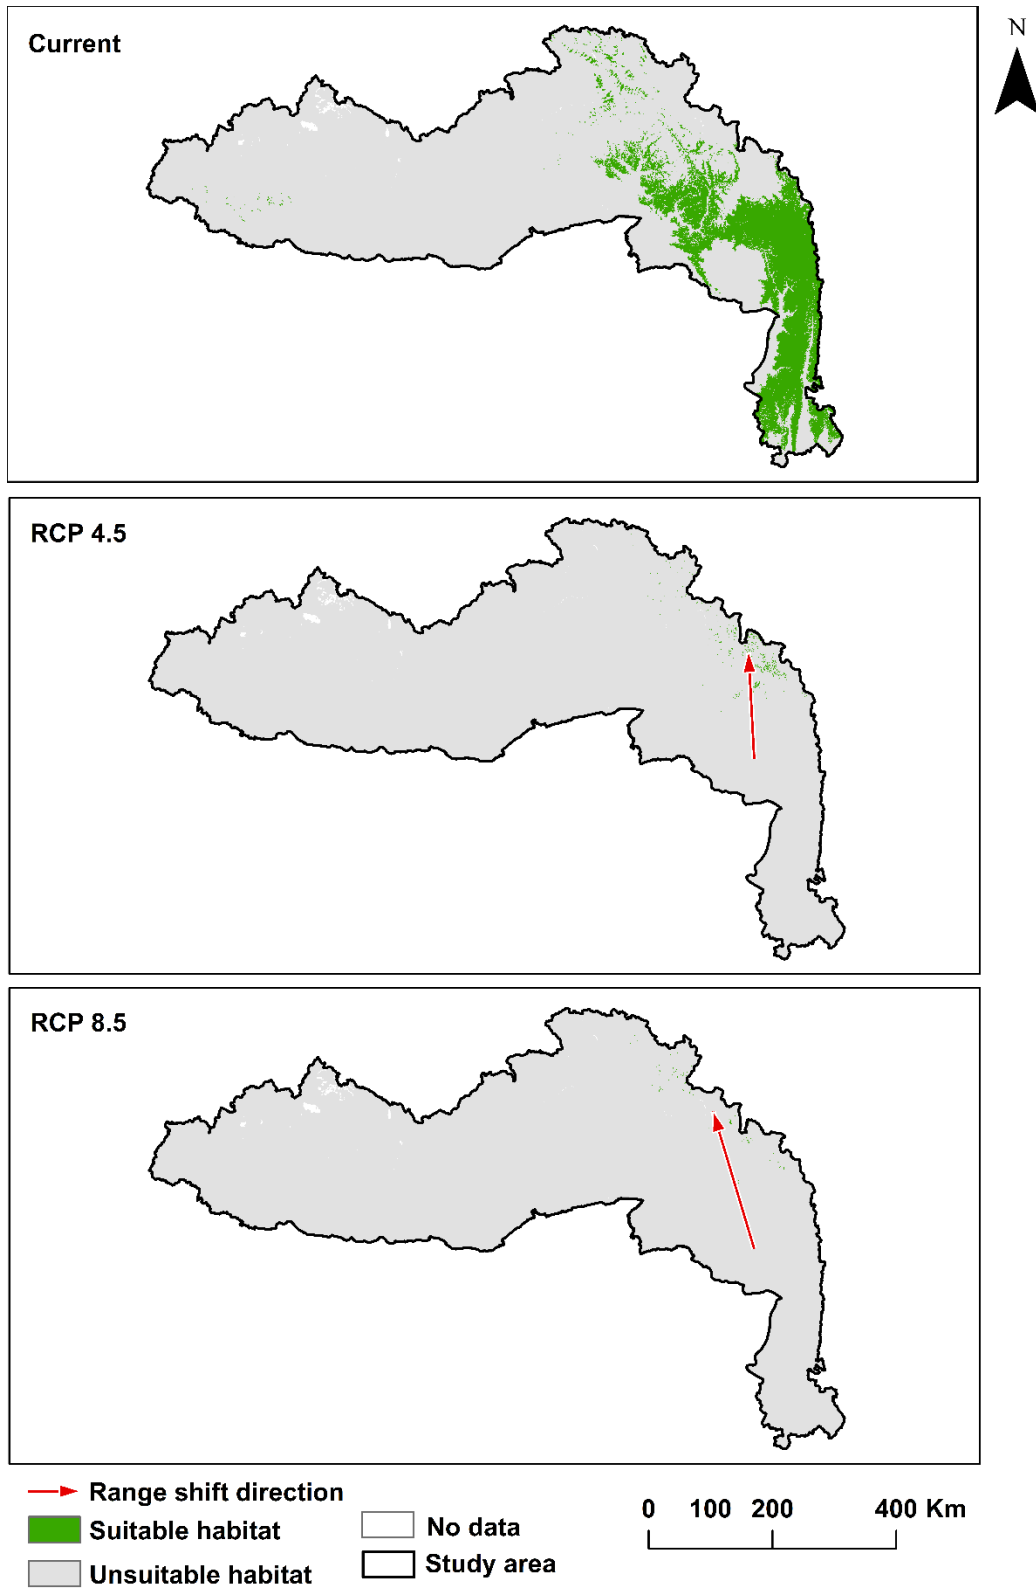 Current
N
RCP 4.5
RCP 8.5
Range shift direction
Suitable habitat
No data
Unsuitable habitat
Study area
0 100 200 400 Km